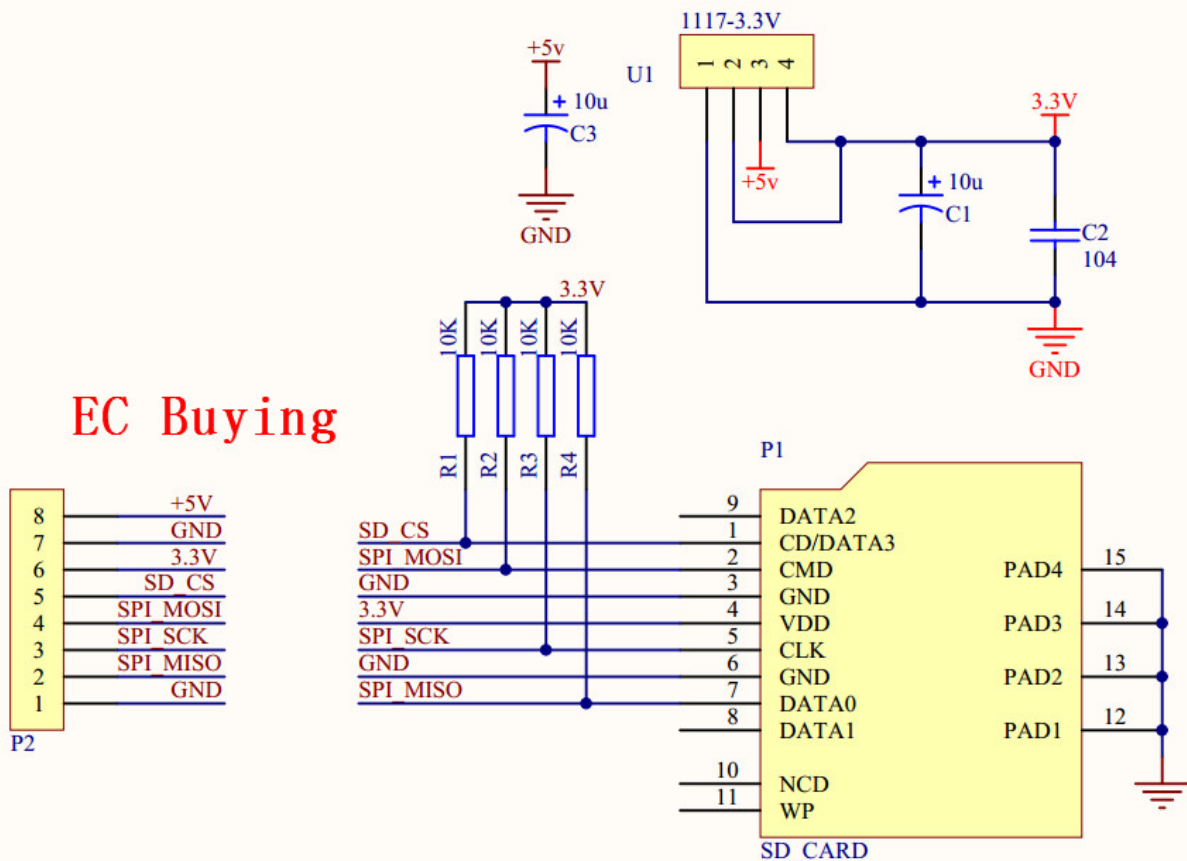 1117-3.3V
U1
1 2 3 4
+5v
+ 10u
C3
GND
+5v
3.3V
+ 10u
C1
C2
104
GND
3.3V
10K 10K 10K 10K
R1 R2 R3 R4
EC Buying
8 +5V
7 GND
6 3.3V
5 SD_CS
4 SPI_MOSI
3 SPI_SCK
2 SPI_MISO
1 GND
P2
P1
9 DATA2
SD_CS 1 CD/DATA3
SPI_MOSI 2 CMD
GND 3 GND
3.3V 4 VDD
SPI_SCK 5 CLK
GND 6 GND
SPI_MISO 7 DATA0
8 DATA1
10 NCD
11 WP
PAD4 15
PAD3 14
PAD2 13
PAD1 12
SD_CARD